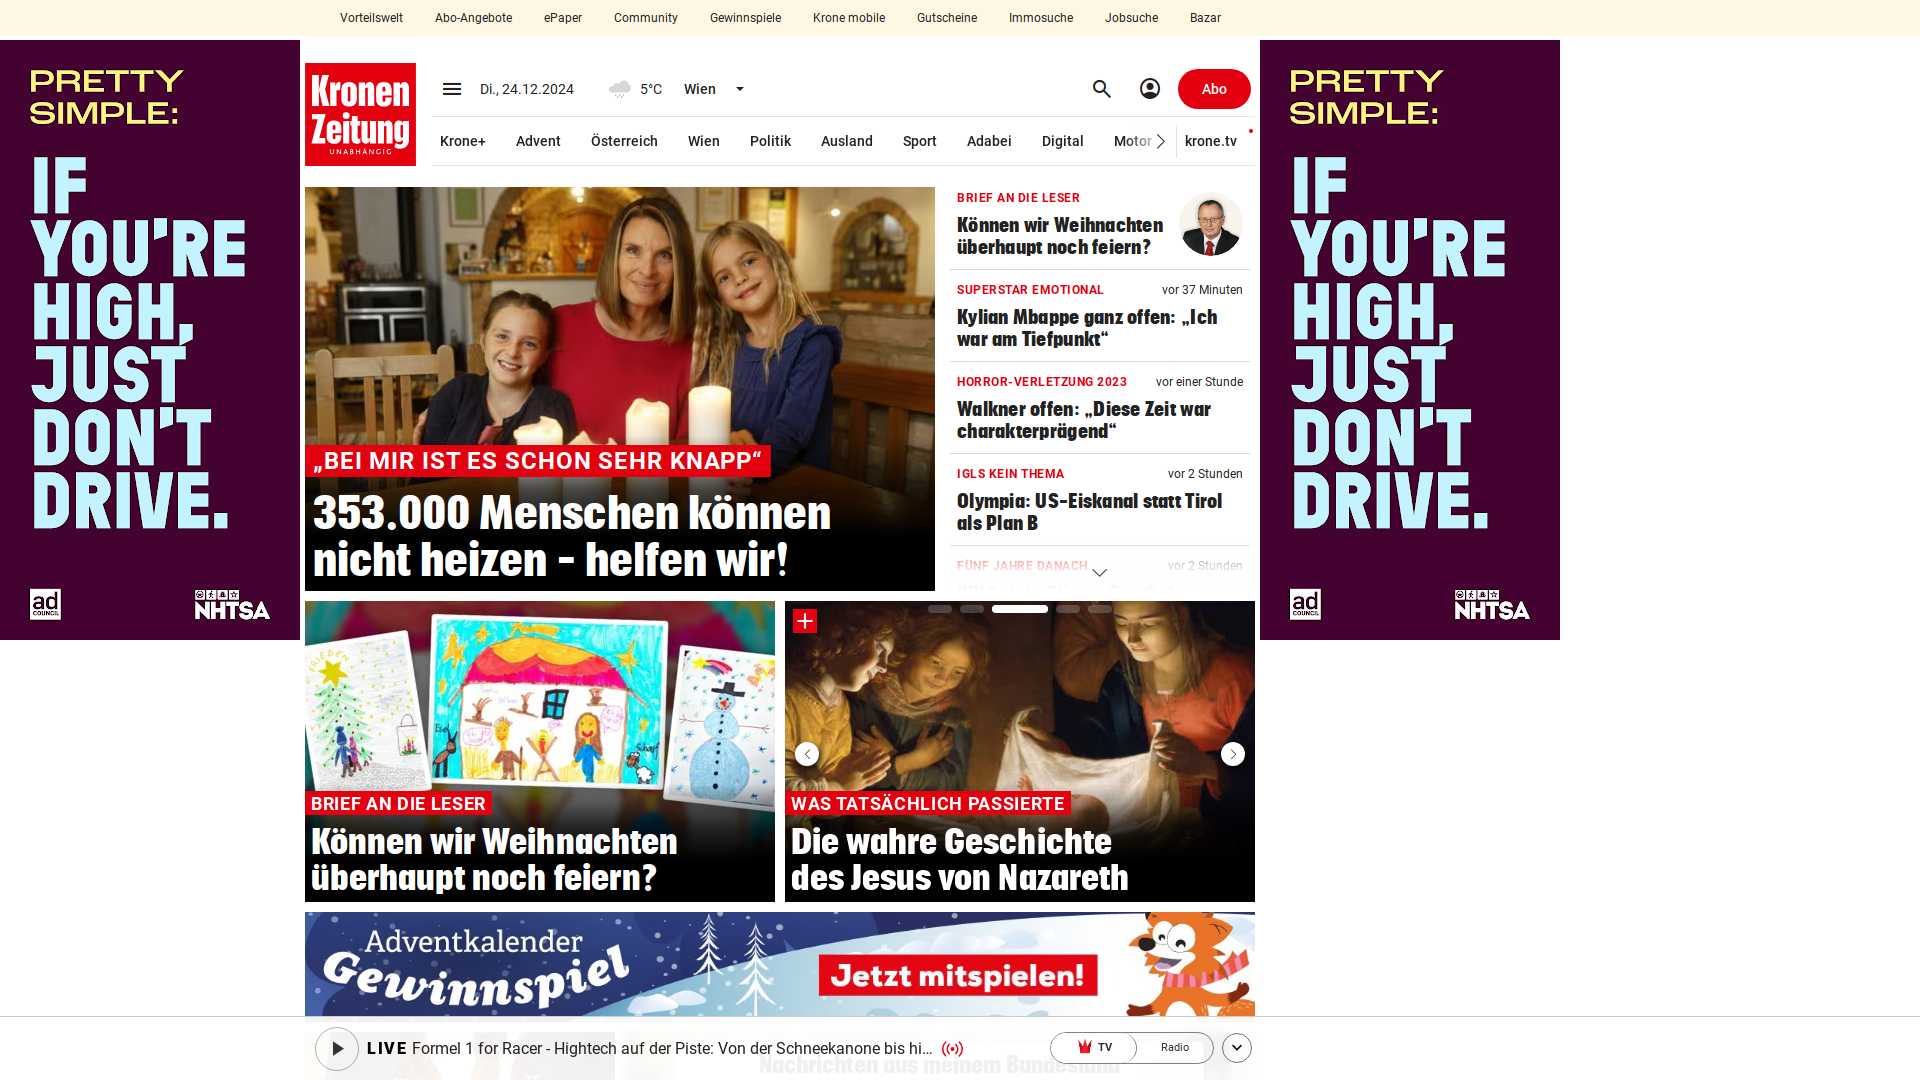 Vorteilswelt Abo-Angebote ePaper Community Gewinnspiele Krone mobile Gutscheine Immosuche Jobsuche Bazar
PRETTY
SIMPLE:
IF
YOU'RE
HIGH,
JUST
DON'T
DRIVE.
ad
COUNCIL
NHTSA
Kronen
Zeitung
UNABHÄNGIG
Di., 24.12.2024 5°C Wien
Abo
Krone+ Advent Österreich Wien Politik Ausland Sport Adabei Digital Motor krone.tv
„BEI MIR IST ES SCHON SEHR KNAPP“
353.000 Menschen können
nicht heizen – helfen wir!
BRIEF AN DIE LESER
Können wir Weihnachten
überhaupt noch feiern?
SUPERSTAR EMOTIONAL vor 37 Minuten
Kylian Mbappe ganz offen: „Ich
war am Tiefpunkt“
HORROR-VERLETZUNG 2023 vor einer Stunde
Walkner offen: „Diese Zeit war
charakterprägend“
IGLS KEIN THEMA vor 2 Stunden
Olympia: US-Eiskanal statt Tirol
als Plan B
FÜNF JAHRE DANACH vor 2 Stunden
FRIEDEN
Esel
Schaf
BRIEF AN DIE LESER
Können wir Weihnachten
überhaupt noch feiern?
WAS TATSÄCHLICH PASSIERTE
Die wahre Geschichte
des Jesus von Nazareth
Adventkalender
Gewinnspiel
Jetzt mitspielen!
LIVE Formel 1 for Racer - Hightech auf der Piste: Von der Schneekanone bis hi...
TV Radio
Nachrichten aus meinem Bundesland
PRETTY
SIMPLE:
IF
YOU'RE
HIGH,
JUST
DON'T
DRIVE.
ad
COUNCIL
NHTSA